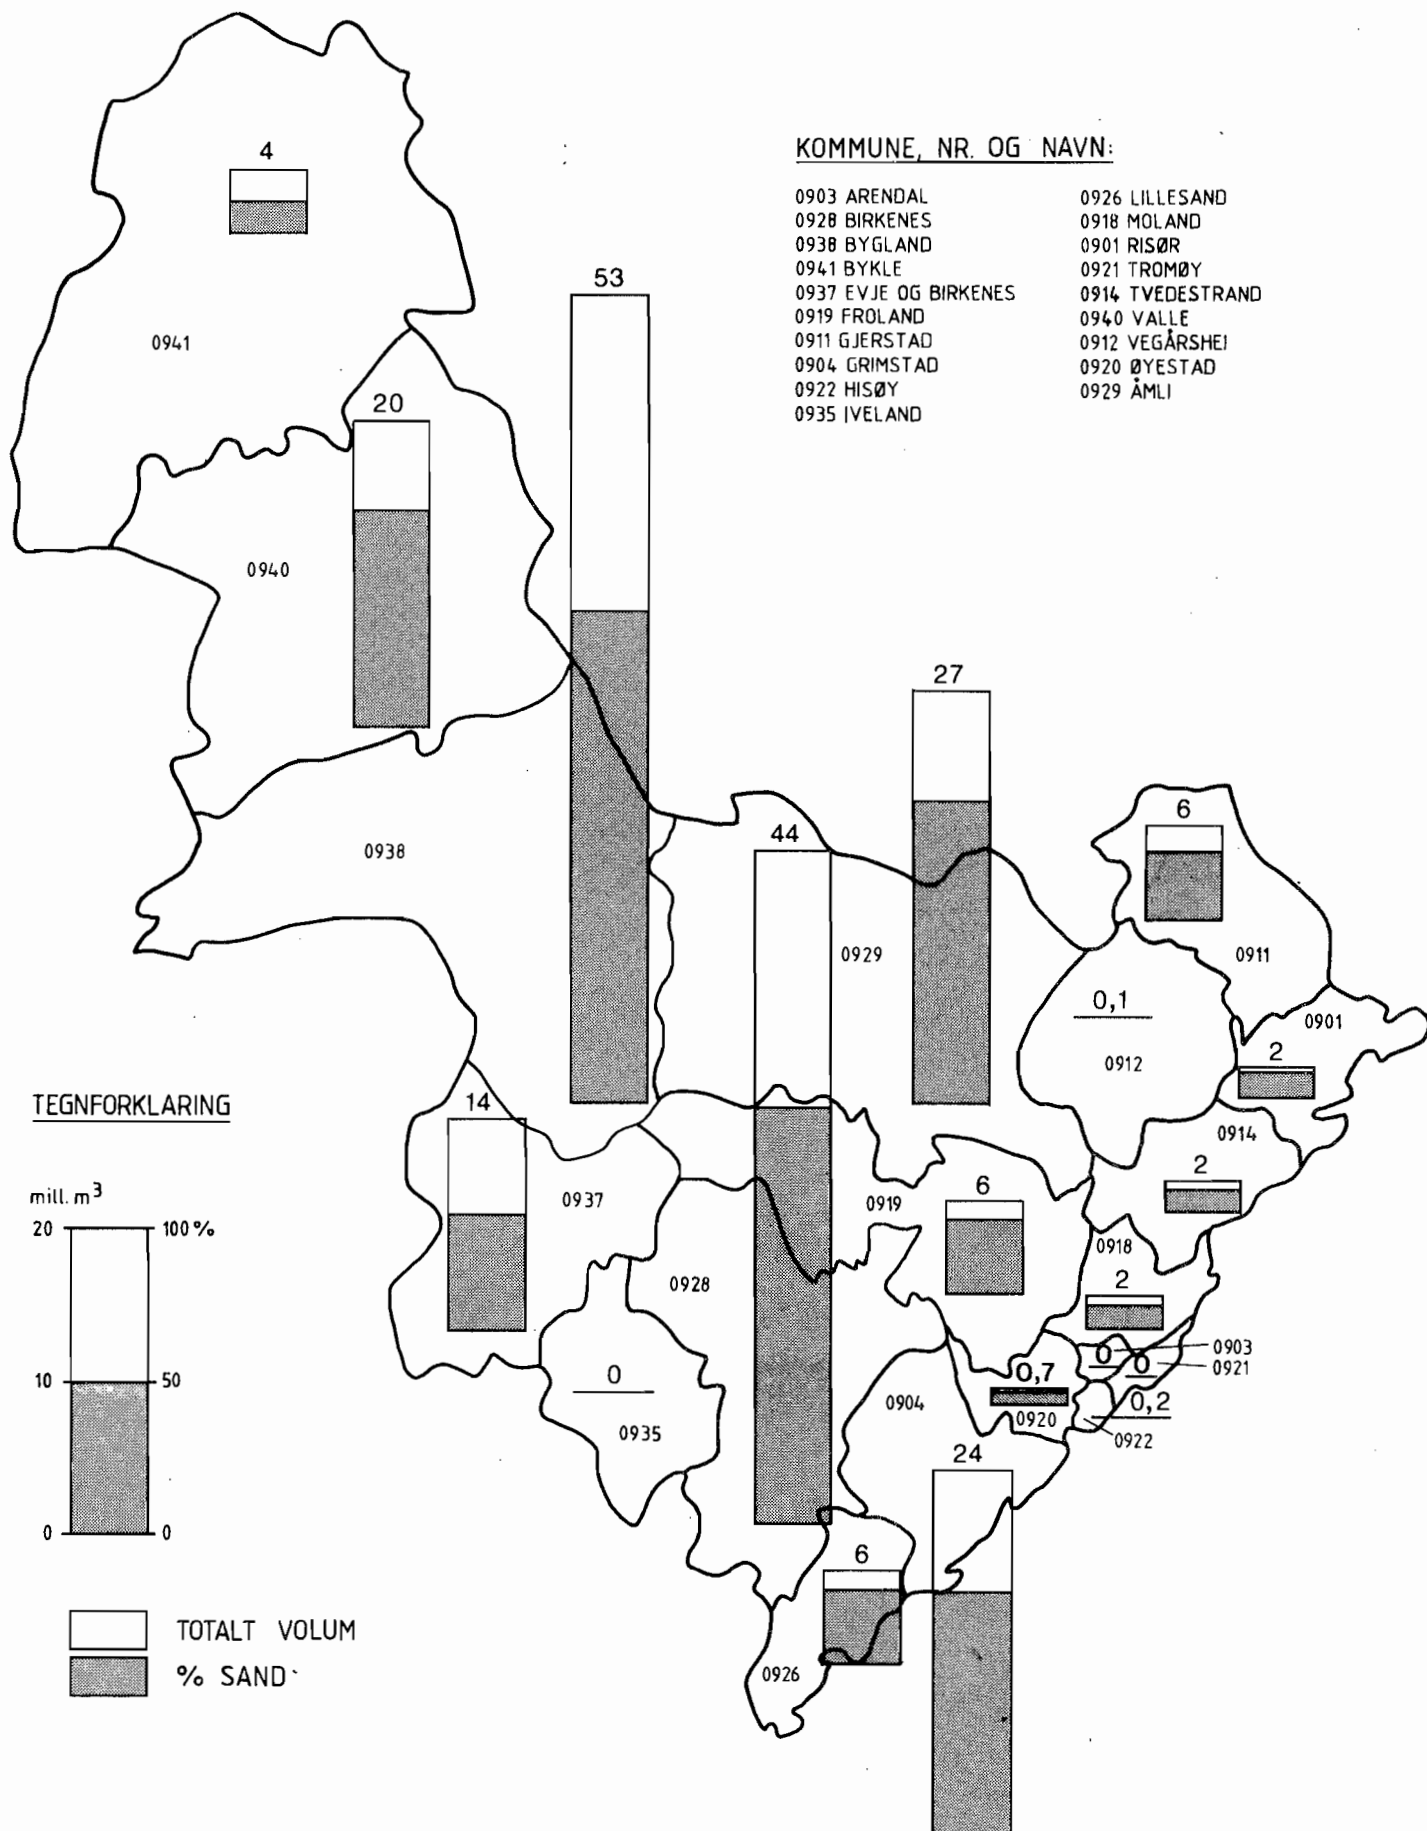 KOMMUNE, NR. OG NAVN:
0903 ARENDAL
0928 BIRKENES
0938 BYGLAND
0941 BYKLE
0937 EVJE OG BIRKENES
0919 FROLAND
0911 GJERSTAD
0904 GRIMSTAD
0922 HISØY
0935 IVELAND
0926 LILLESAND
0918 MOLAND
0901 RISØR
0921 TROMØY
0914 TVEDESTRAND
0940 VALLE
0912 VEGÅRSHEI
0920 ØYESTAD
0929 ÅMLI
4
0941
53
20
0940
27
6
44
0938
0929
0911
0,1
0901
0912
2
14
0914
2
0937
0919
6
0918
0928
2
0903
0
0
0921
0
0,7
0904
0,2
0920
0935
0922
24
6
0926
TEGNFORKLARING
mill. m³
20 100 %
10 50
0 0
TOTALT VOLUM
% SAND